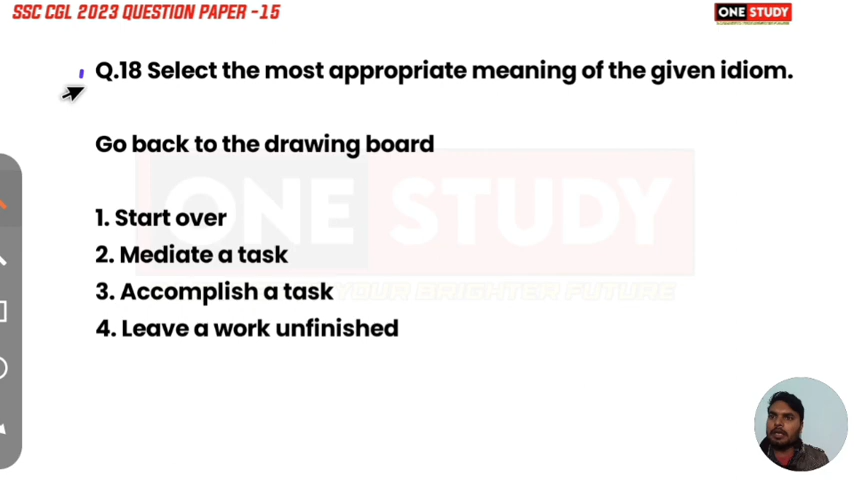 SSC CGL 2023 QUESTION PAPER -15
ONE STUDY
Q.18 Select the most appropriate meaning of the given idiom.
Go back to the drawing board
ONE STUDY
1. Start over
2. Mediate a task
3. Accomplish a task
YOUR BRIGHTER FUTURE
4. Leave a work unfinished